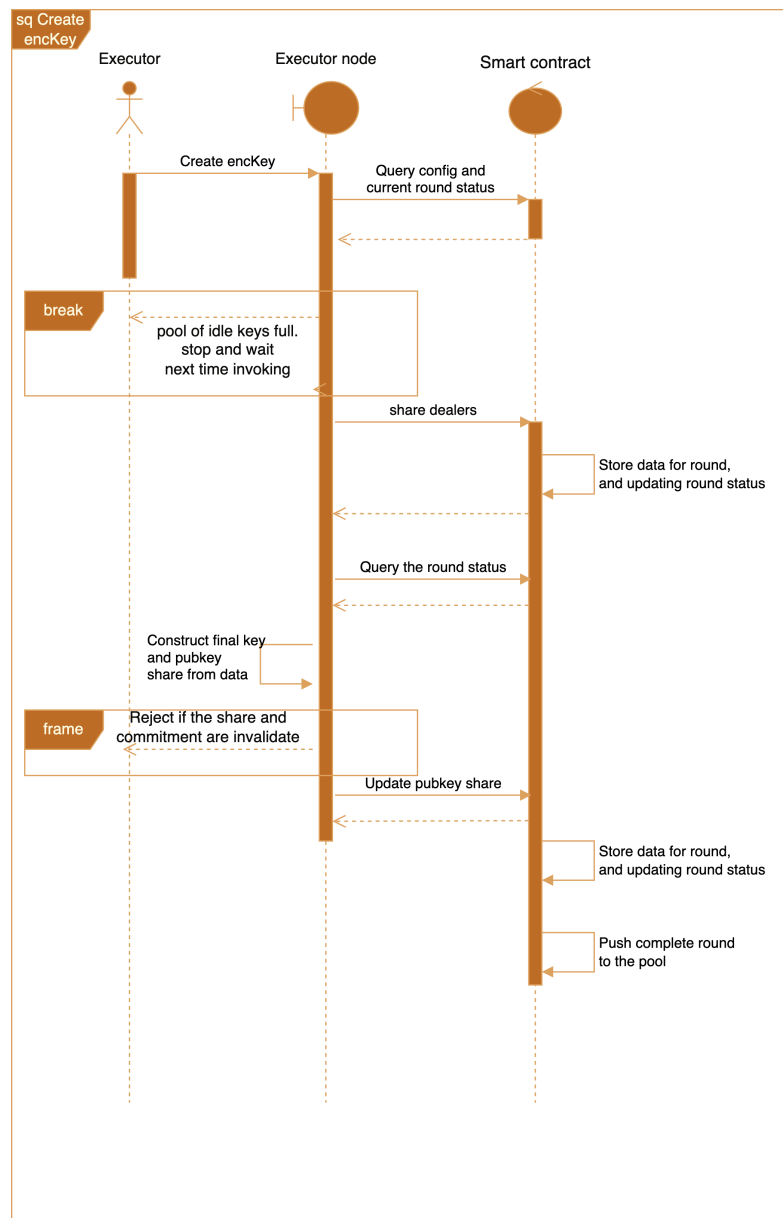 sq Create
encKey
Executor
Executor node
Smart contract
Create encKey
Query config and
current round status
break
pool of idle keys full.
stop and wait
next time invoking
share dealers
Store data for round,
and updating round status
Query the round status
Construct final key
and pubkey
share from data
frame
Reject if the share and
commitment are invalidate
Update pubkey share
Store data for round,
and updating round status
Push complete round
to the pool